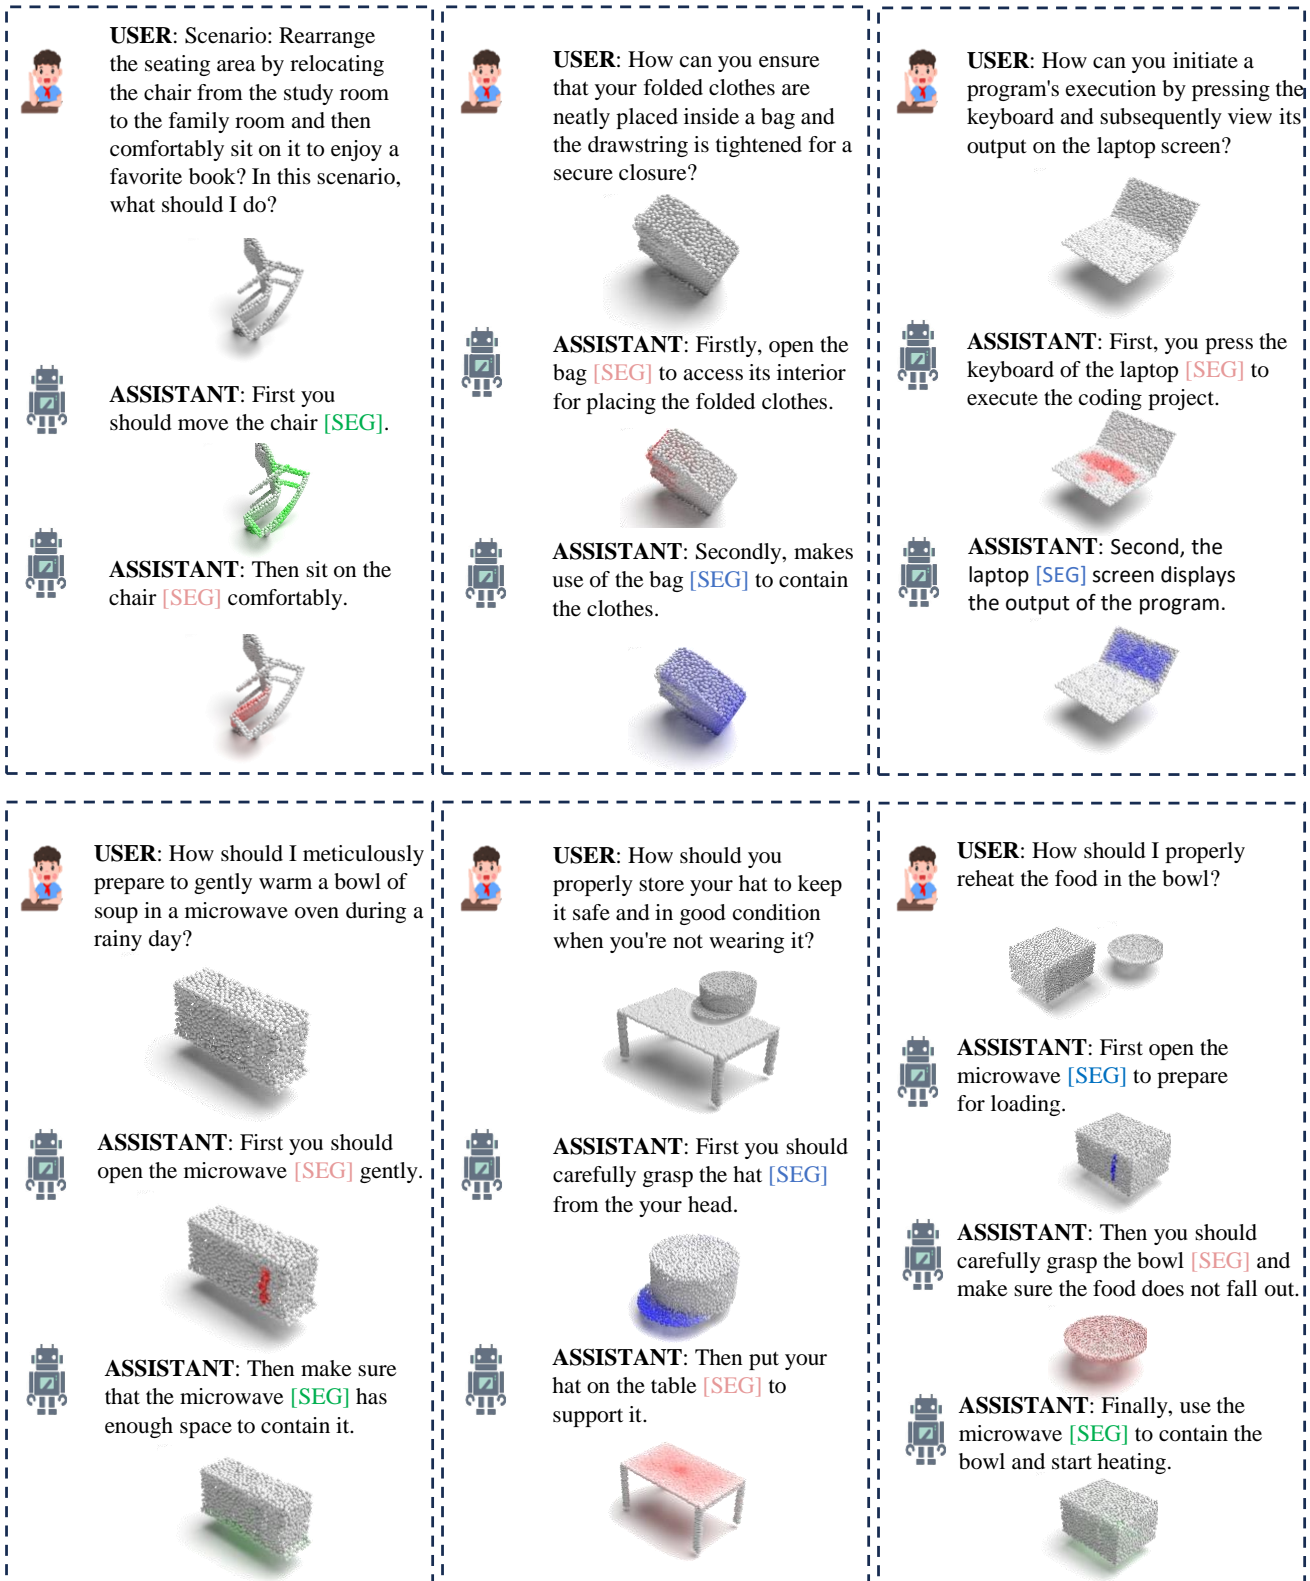 USER: Scenario: Rearrange
the seating area by relocating
the chair from the study room
to the family room and then
comfortably sit on it to enjoy a
favorite book? In this scenario,
what should I do?
ASSISTANT: First you
should move the chair [SEG].
ASSISTANT: Then sit on the
chair [SEG] comfortably.
USER: How can you ensure
that your folded clothes are
neatly placed inside a bag and
the drawstring is tightened for a
secure closure?
ASSISTANT: Firstly, open the
bag [SEG] to access its interior
for placing the folded clothes.
ASSISTANT: Secondly, makes
use of the bag [SEG] to contain
the clothes.
USER: How can you initiate a
program's execution by pressing the
keyboard and subsequently view its
output on the laptop screen?
ASSISTANT: First, you press the
keyboard of the laptop [SEG] to
execute the coding project.
ASSISTANT: Second, the
laptop [SEG] screen displays
the output of the program.
USER: How should I meticulously
prepare to gently warm a bowl of
soup in a microwave oven during a
rainy day?
ASSISTANT: First you should
open the microwave [SEG] gently.
ASSISTANT: Then make sure
that the microwave [SEG] has
enough space to contain it.
USER: How should you
properly store your hat to keep
it safe and in good condition
when you're not wearing it?
ASSISTANT: First you should
carefully grasp the hat [SEG]
from the your head.
ASSISTANT: Then put your
hat on the table [SEG] to
support it.
USER: How should I properly
reheat the food in the bowl?
ASSISTANT: First open the
microwave [SEG] to prepare
for loading.
ASSISTANT: Then you should
carefully grasp the bowl [SEG] and
make sure the food does not fall out.
ASSISTANT: Finally, use the
microwave [SEG] to contain the
bowl and start heating.